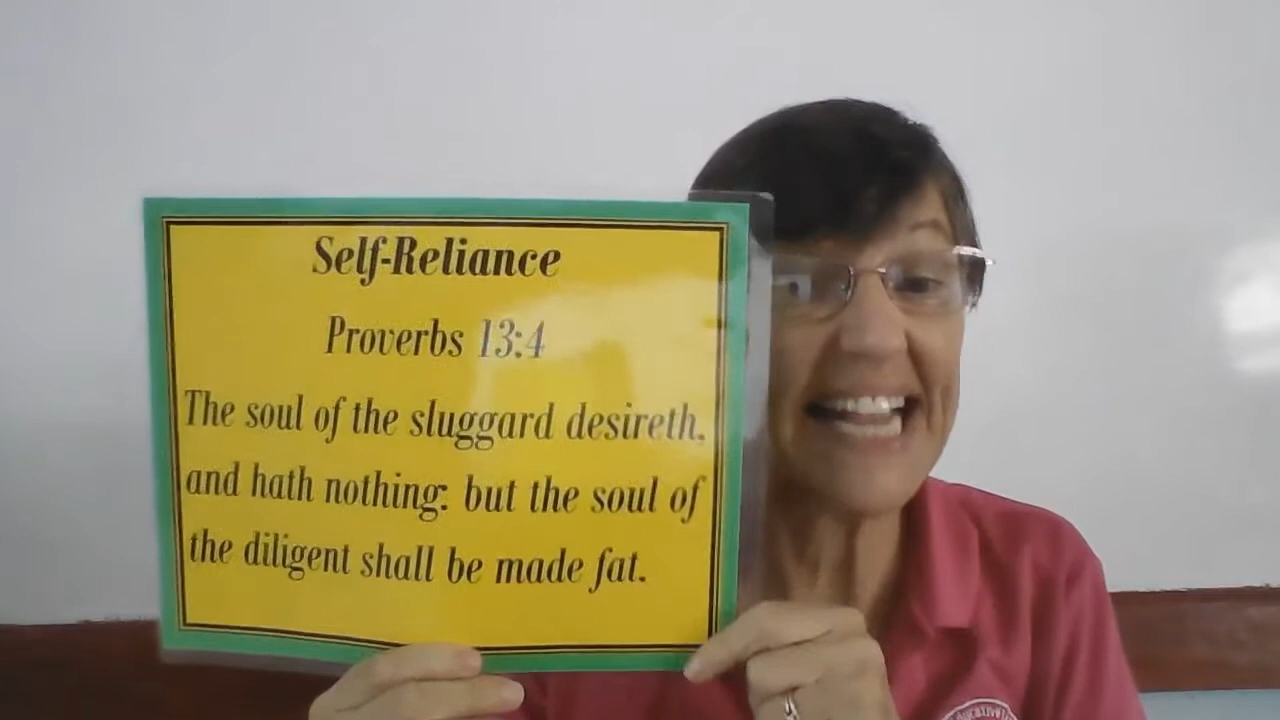 Self-Reliance
Proverbs 13:4
The soul of the sluggard desireth,
and hath nothing: but the soul of
the diligent shall be made fat.